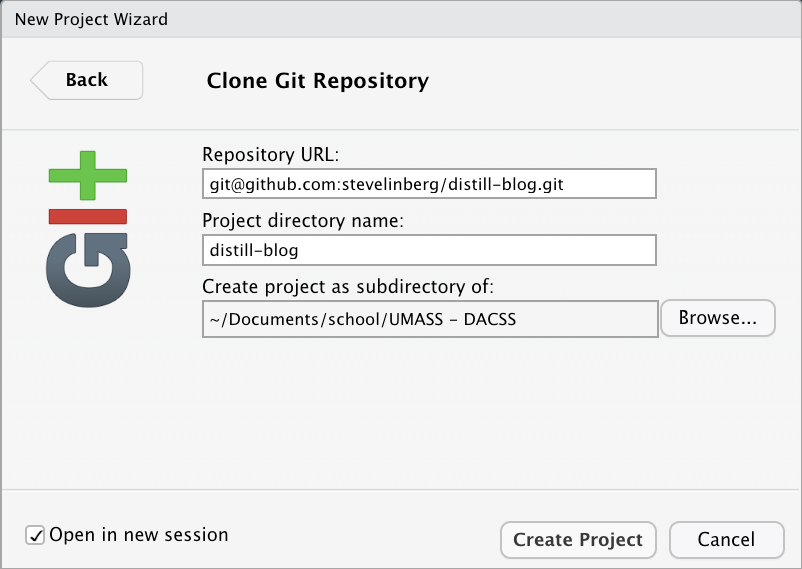 New Project Wizard
Back
Clone Git Repository
GIt
Repository URL:
git@github.com:stevelinberg/distill-blog.git
Project directory name:
distill-blog
Create project as subdirectory of:
~/Documents/school/UMASS - DACSS
Browse...
Open in new session
Create Project
Cancel